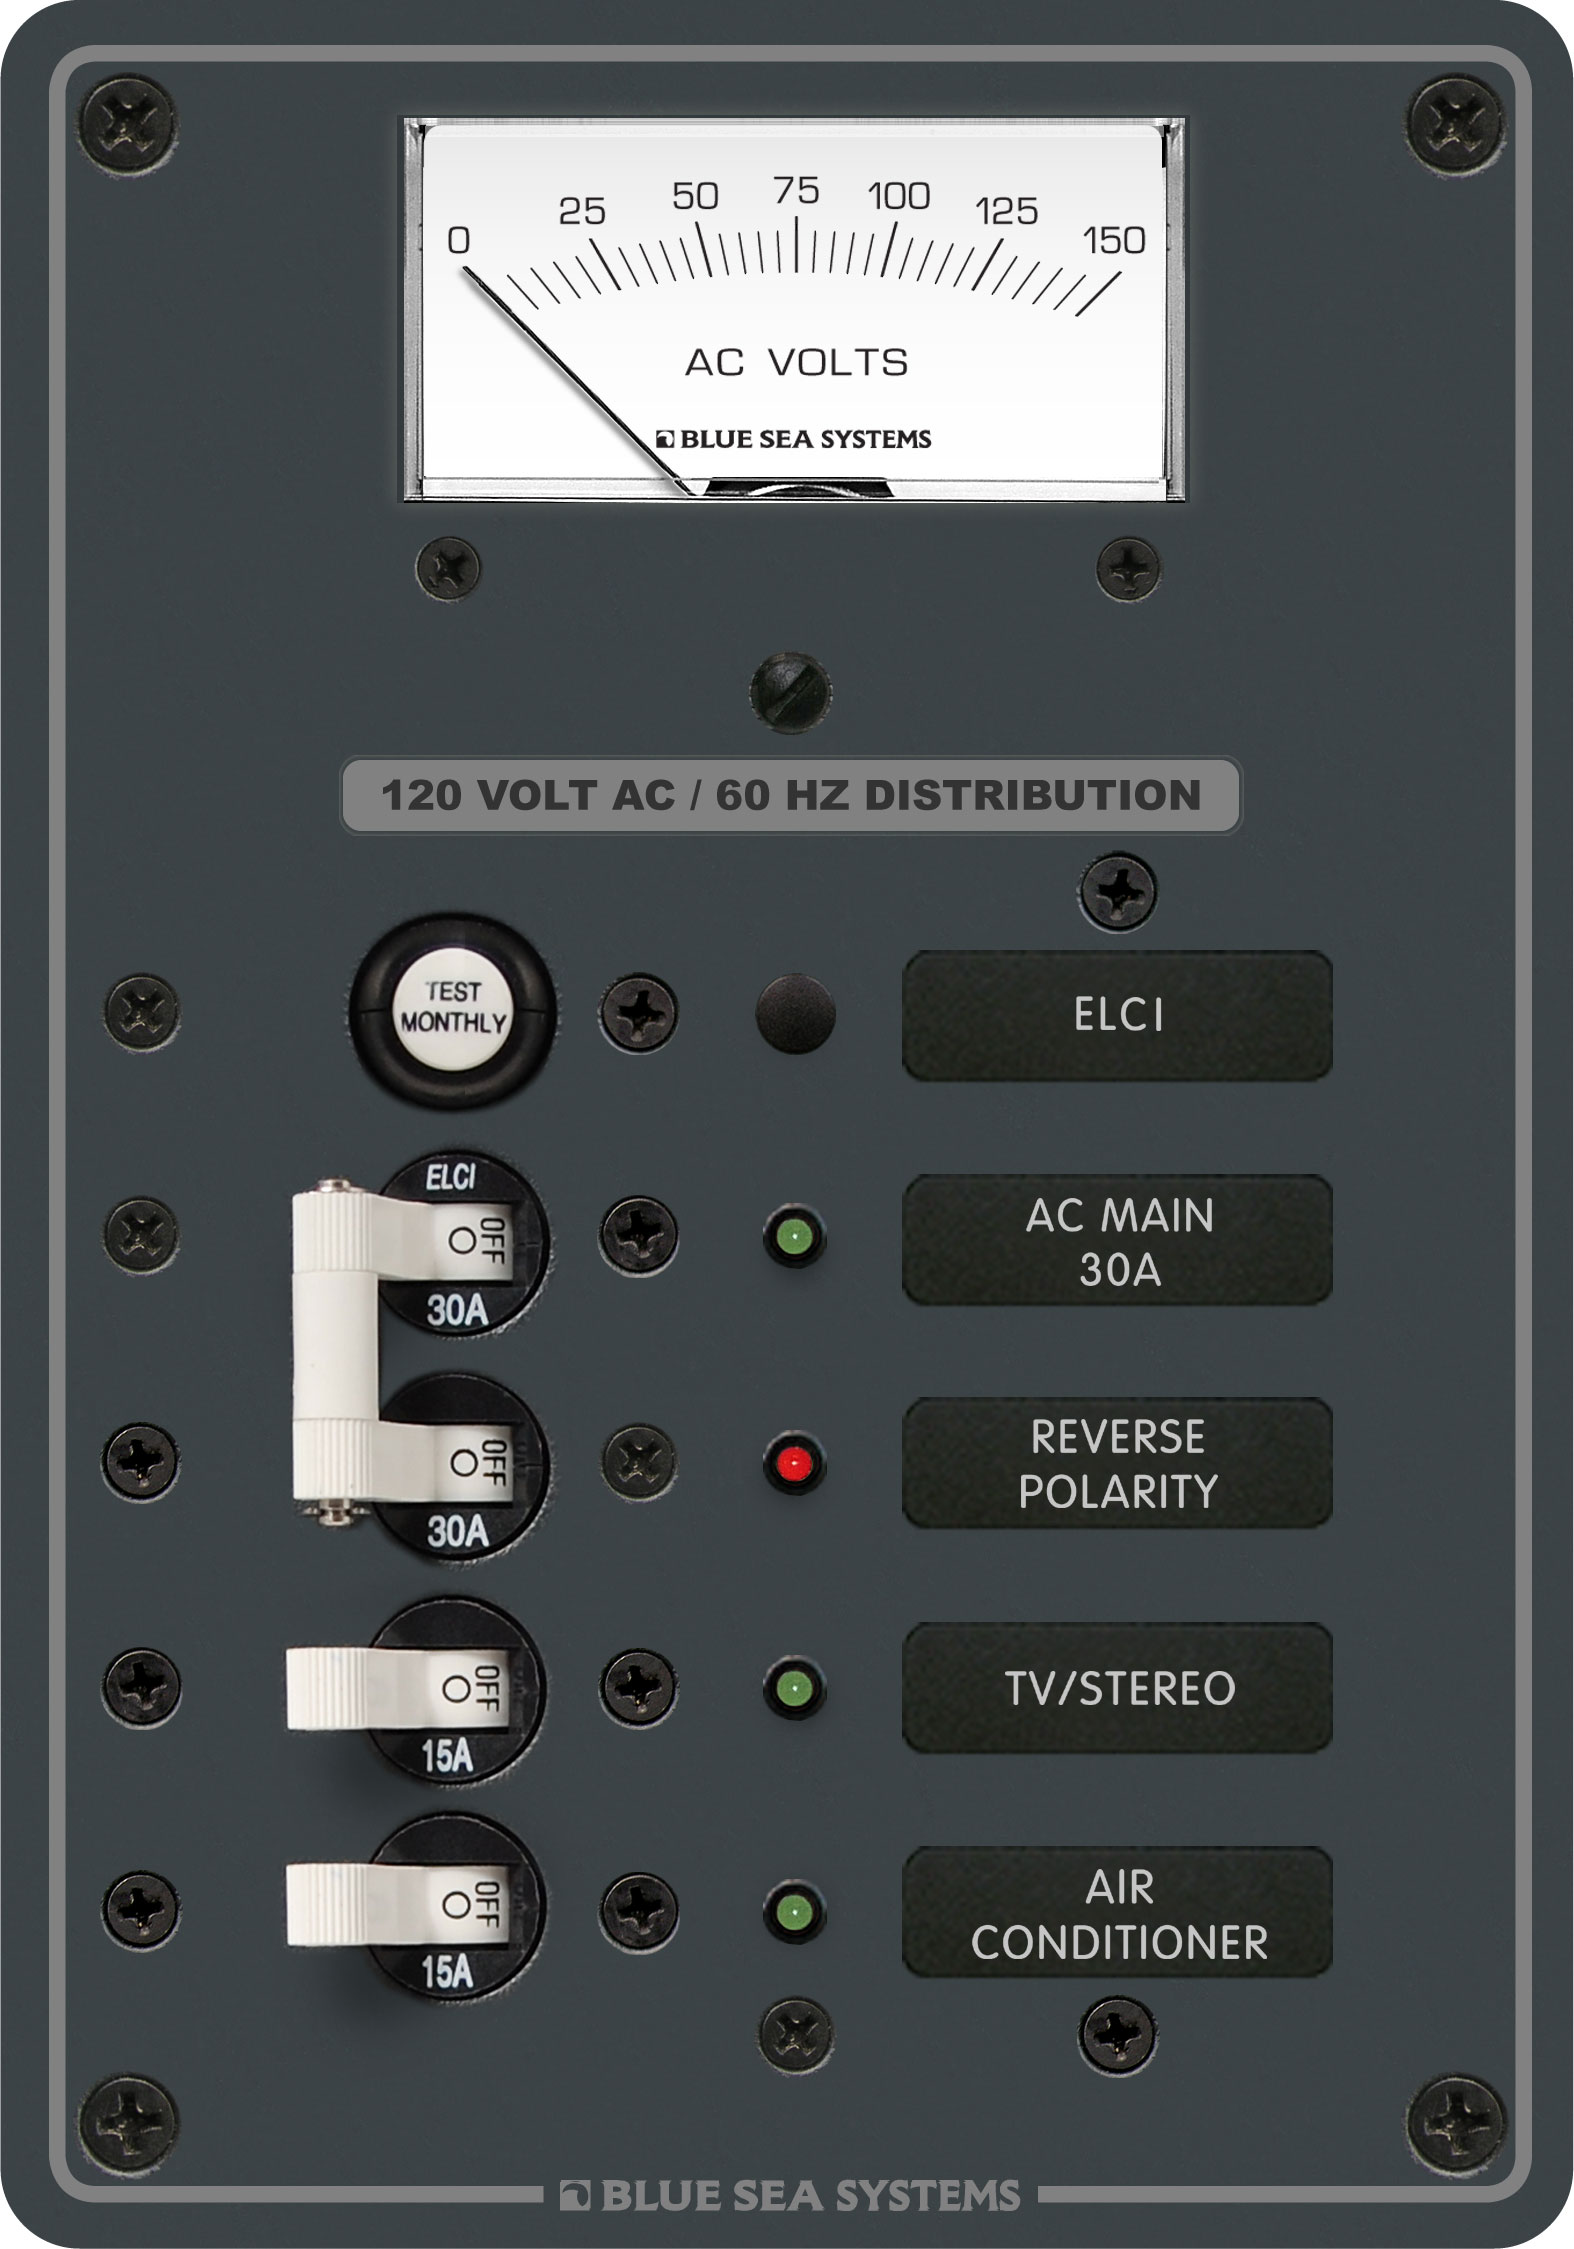 0 25 50 75 100 125 150
AC VOLTS
BLUE SEA SYSTEMS
120 VOLT AC / 60 HZ DISTRIBUTION
TEST
MONTHLY
ELCI
ELCI
OFF
30A
AC MAIN
30A
OFF
30A
REVERSE
POLARITY
OFF
15A
TV/STEREO
OFF
15A
AIR
CONDITIONER
BLUE SEA SYSTEMS